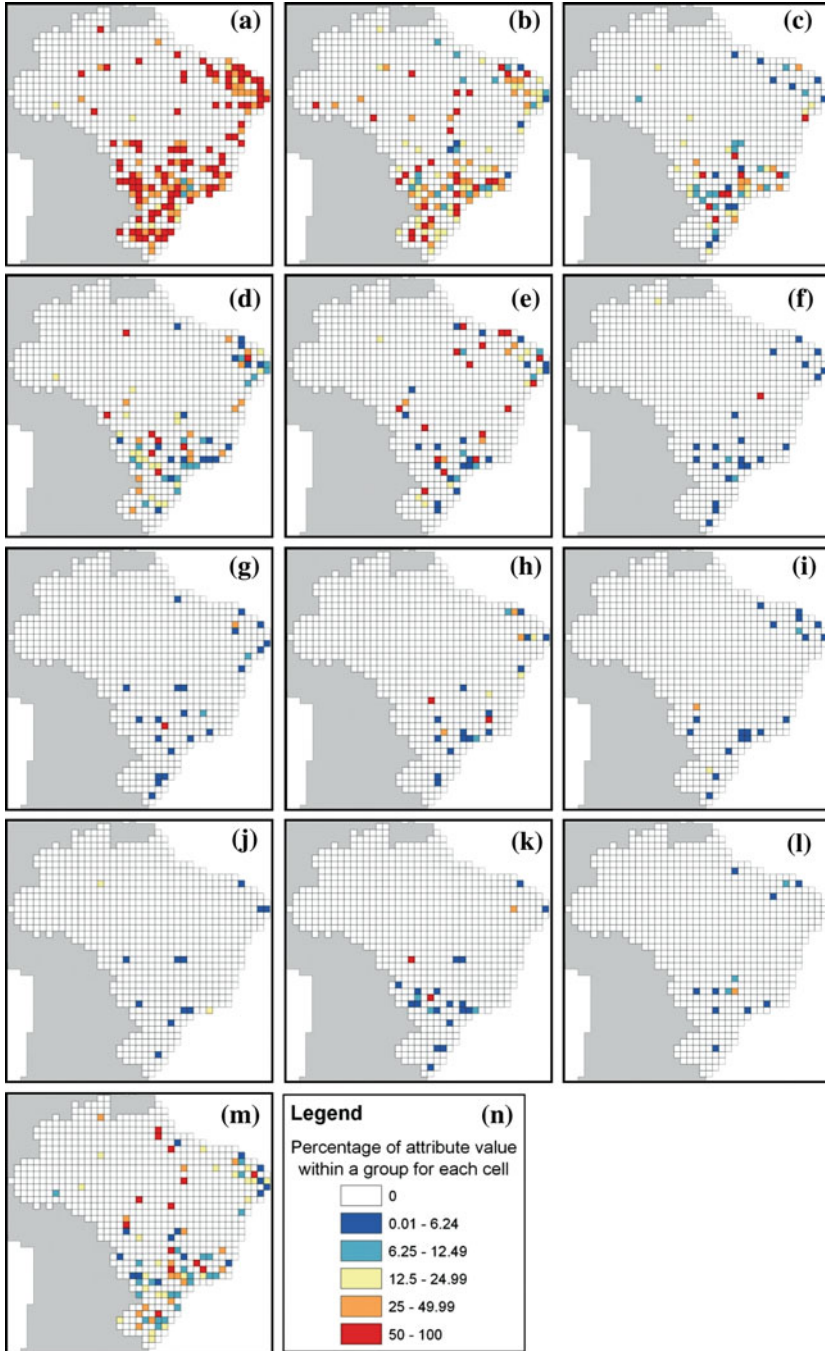 (a)
(b)
(c)
(d)
(e)
(f)
(g)
(h)
(i)
(j)
(k)
(l)
(m)
(n)
Legend
Percentage of attribute value
within a group for each cell
0
0.01 - 6.24
6.25 - 12.49
12.5 - 24.99
25 - 49.99
50 - 100